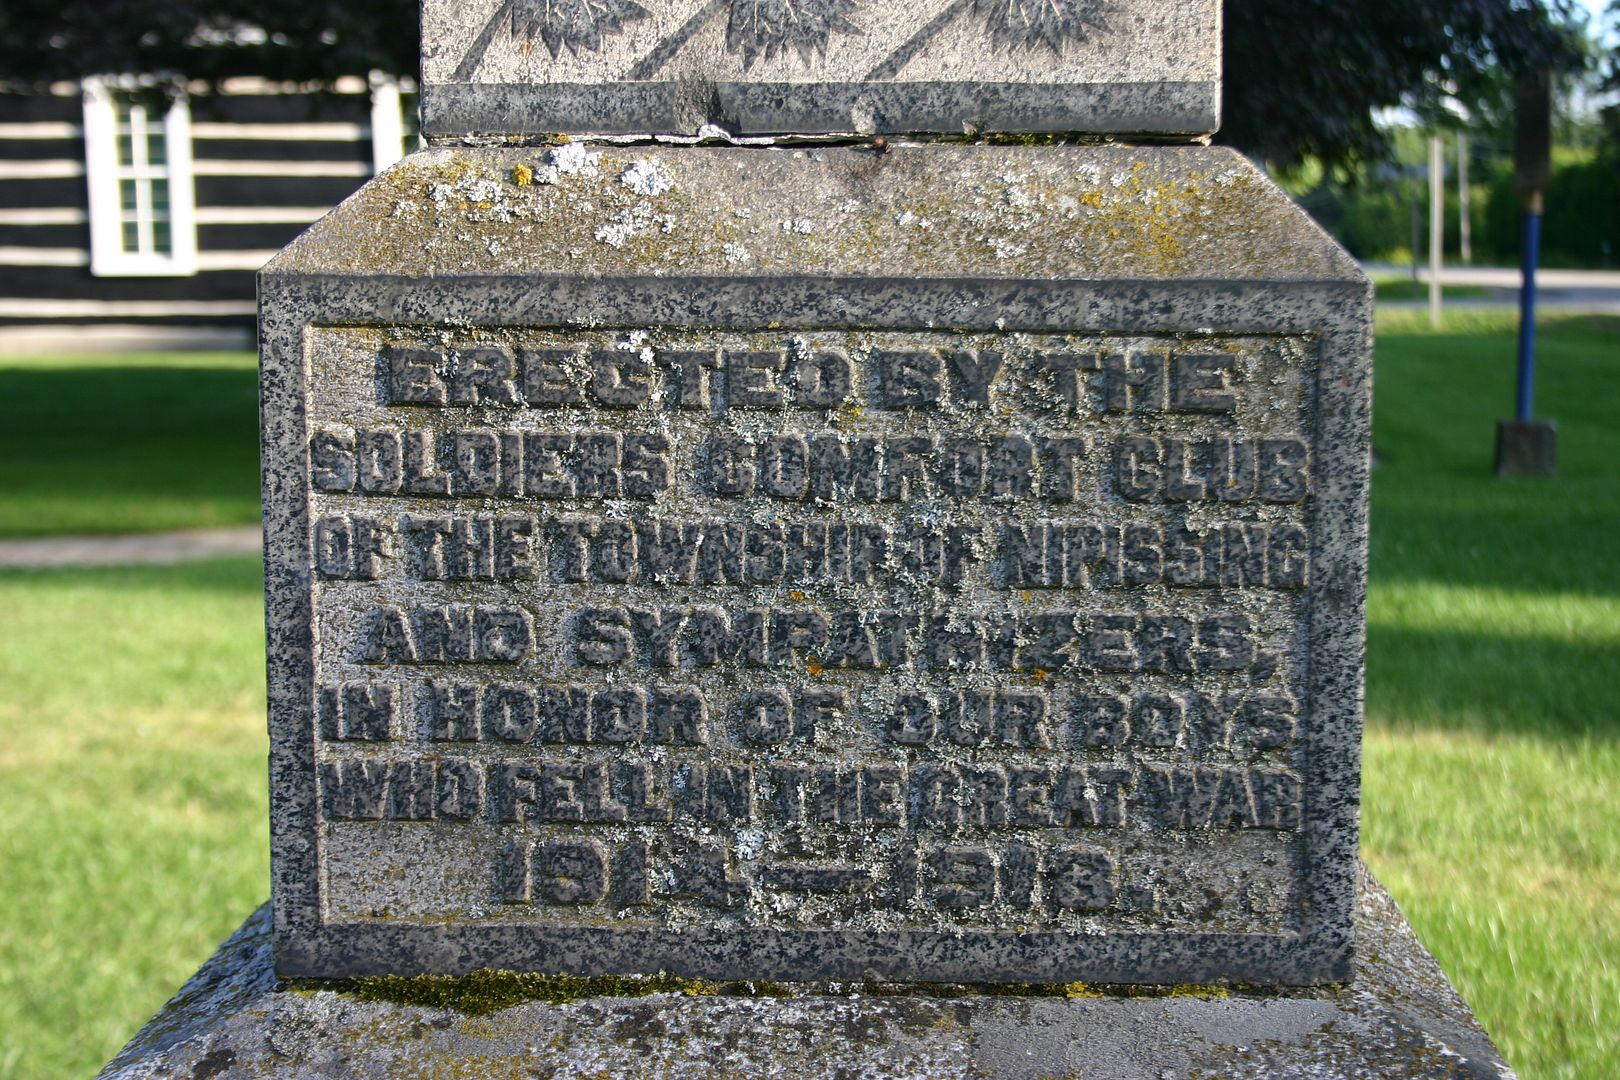 ERECTED BY THE
SOLDIERS COMFORT CLUB
OF THE TOWNSHIP OF NIPISSING
AND SYMPATHIZERS,
IN HONOR OF OUR BOYS
WHO FELL IN THE GREAT WAR
1914-1918.